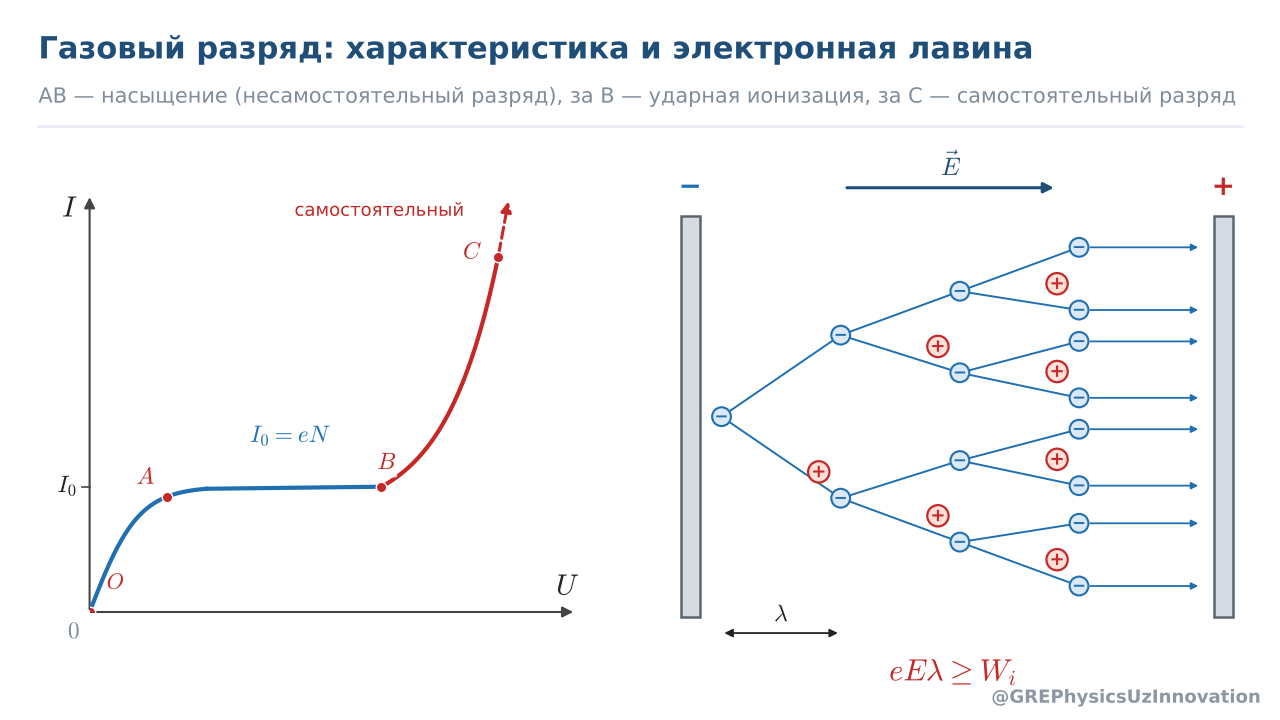 Газовый разряд: характеристика и электронная лавина
AB — насыщение (несамостоятельный разряд), за B — ударная ионизация, за C — самостоятельный разряд
I
самостоятельный
C
I₀ = eN
B
A
I₀
O
U
0
E⃗
−
+
λ
eEλ ≥ Wᵢ
@GREPhysicsUzInnovation